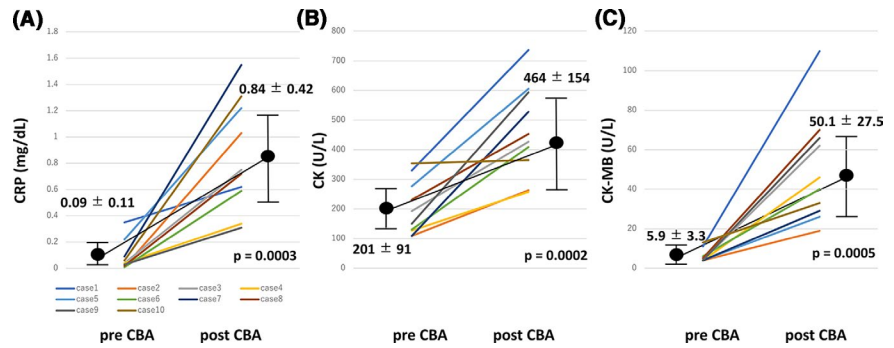 (A)
CRP (mg/dL)
1.8
1.6
1.4
1.2
1
0.8
0.6
0.4
0.2
0
0.09 ± 0.11
0.84 ± 0.42
p = 0.0003
case1 case2 case3 case4
case5 case6 case7 case8
case9 case10
pre CBA post CBA
(B)
CK (U/L)
800
700
600
500
400
300
200
100
0
464 ± 154
201 ± 91
p = 0.0002
pre CBA post CBA
(C)
CK-MB (U/L)
120
100
80
60
40
20
0
50.1 ± 27.5
5.9 ± 3.3
p = 0.0005
pre CBA post CBA